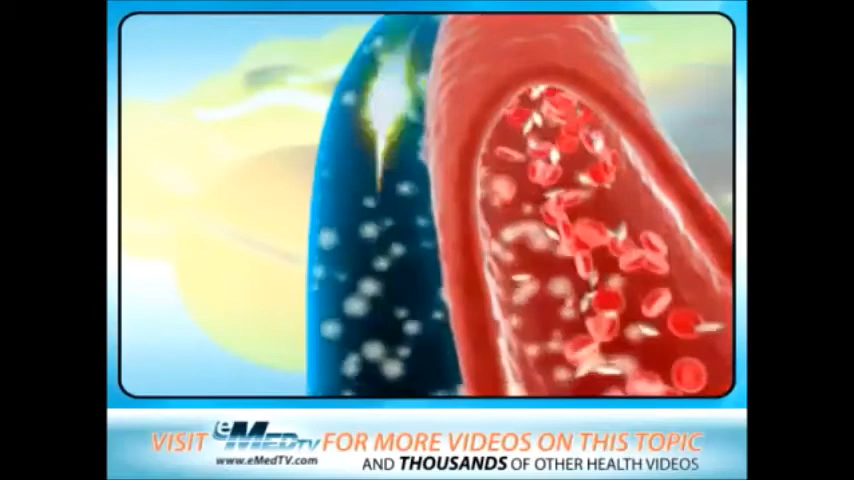 VISIT eMEDTV FOR MORE VIDEOS ON THIS TOPIC
www.eMedTV.com AND THOUSANDS OF OTHER HEALTH VIDEOS